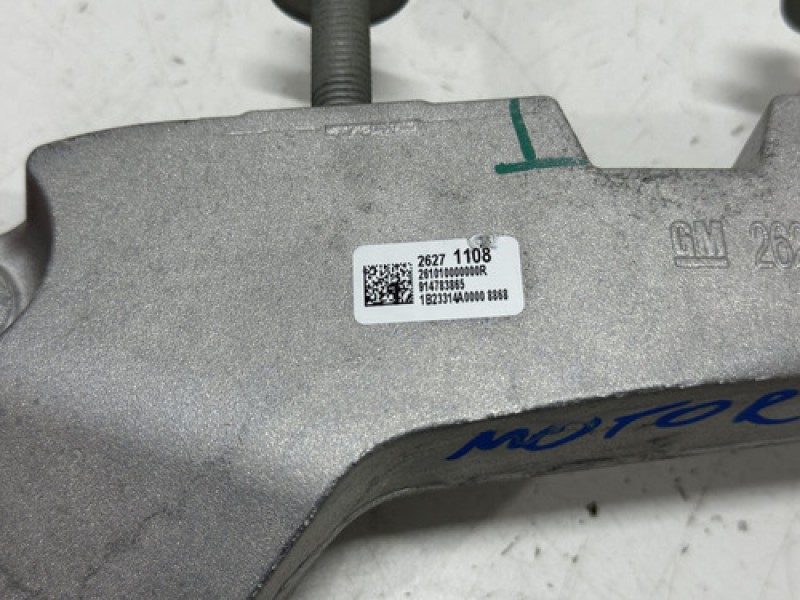 2627 1108
261010000000R
914783865
1B23314A0000 8868
GM 262
MOTOR